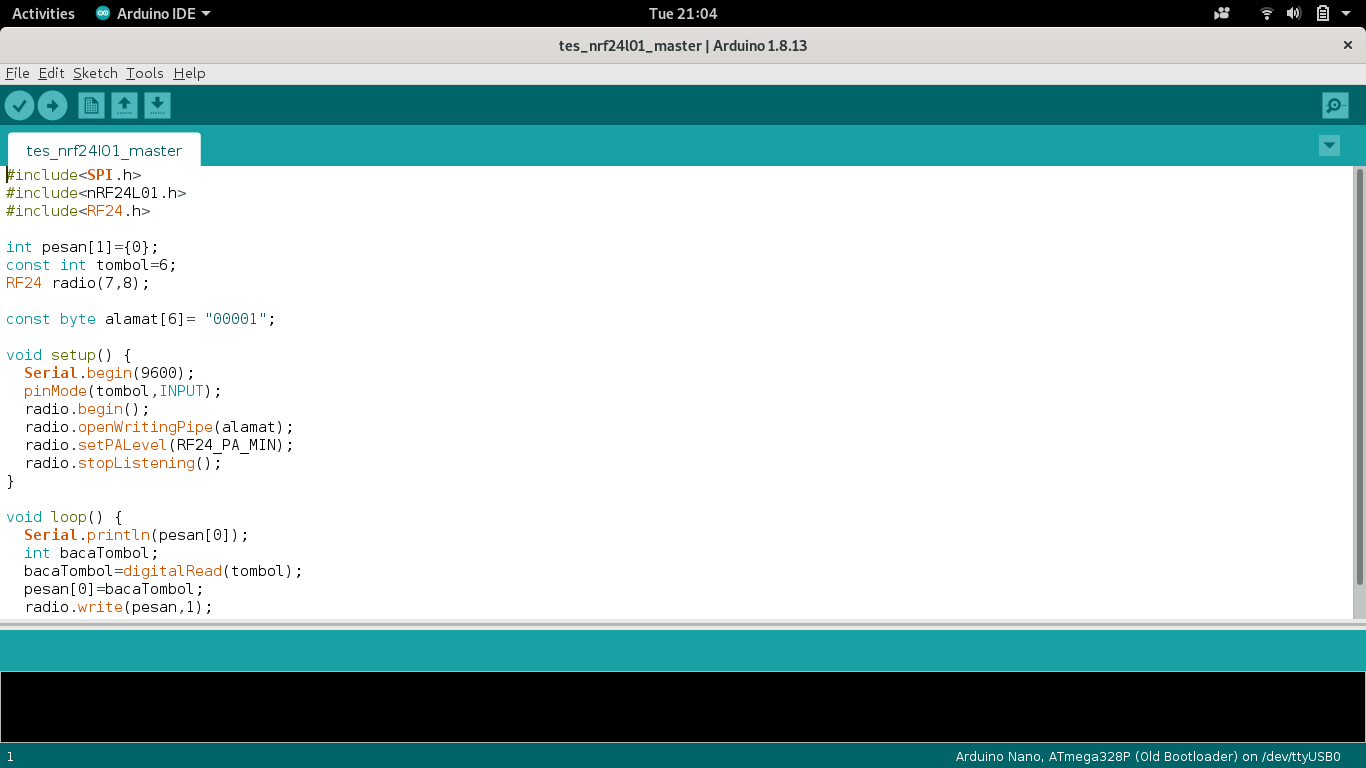 Activities Arduino IDE Tue 21:04
tes_nrf24l01_master | Arduino 1.8.13 ×
File Edit Sketch Tools Help
tes_nrf24l01_master
#include<SPI.h>
#include<nRF24L01.h>
#include<RF24.h>
int pesan[1]={0};
const int tombol=6;
RF24 radio(7,8);
const byte alamat[6]= "00001";
void setup() {
Serial.begin(9600);
pinMode(tombol,INPUT);
radio.begin();
radio.openWritingPipe(alamat);
radio.setPALevel(RF24_PA_MIN);
radio.stopListening();
}
void loop() {
Serial.println(pesan[0]);
int bacaTombol;
bacaTombol=digitalRead(tombol);
pesan[0]=bacaTombol;
radio.write(pesan,1);
1 Arduino Nano, ATmega328P (Old Bootloader) on /dev/ttyUSB0